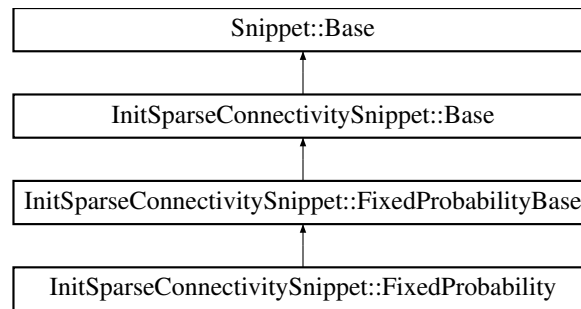 Snippet::Base
InitSparseConnectivitySnippet::Base
InitSparseConnectivitySnippet::FixedProbabilityBase
InitSparseConnectivitySnippet::FixedProbability